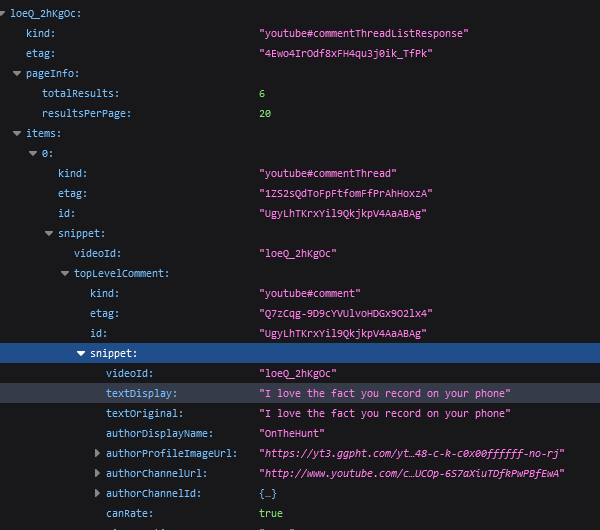 loeQ_2hKgOc:
kind: "youtube#commentThreadListResponse"
etag: "4Ewo4IrOdf8xFH4qu3j0ik_TfPk"
pageInfo:
totalResults: 6
resultsPerPage: 20
items:
0:
kind: "youtube#commentThread"
etag: "1ZS2sQdToFpFtfomFfPrAhHoxzA"
id: "UgyLhTKrxYil9QkjkpV4AaABAg"
snippet:
videoId: "loeQ_2hKgOc"
topLevelComment:
kind: "youtube#comment"
etag: "Q7zCqg-9D9cYVUlvoHDGx9O2lx4"
id: "UgyLhTKrxYil9QkjkpV4AaABAg"
snippet:
videoId: "loeQ_2hKgOc"
textDisplay: "I love the fact you record on your phone"
textOriginal: "I love the fact you record on your phone"
authorDisplayName: "OnTheHunt"
authorProfileImageUrl: "https://yt3.ggpht.com/yt…48-c-k-c0x00ffffff-no-rj"
authorChannelUrl: "http://www.youtube.com/c…UCOp-6S7aXiuTDfkPwPBfEwA"
authorChannelId: {…}
canRate: true